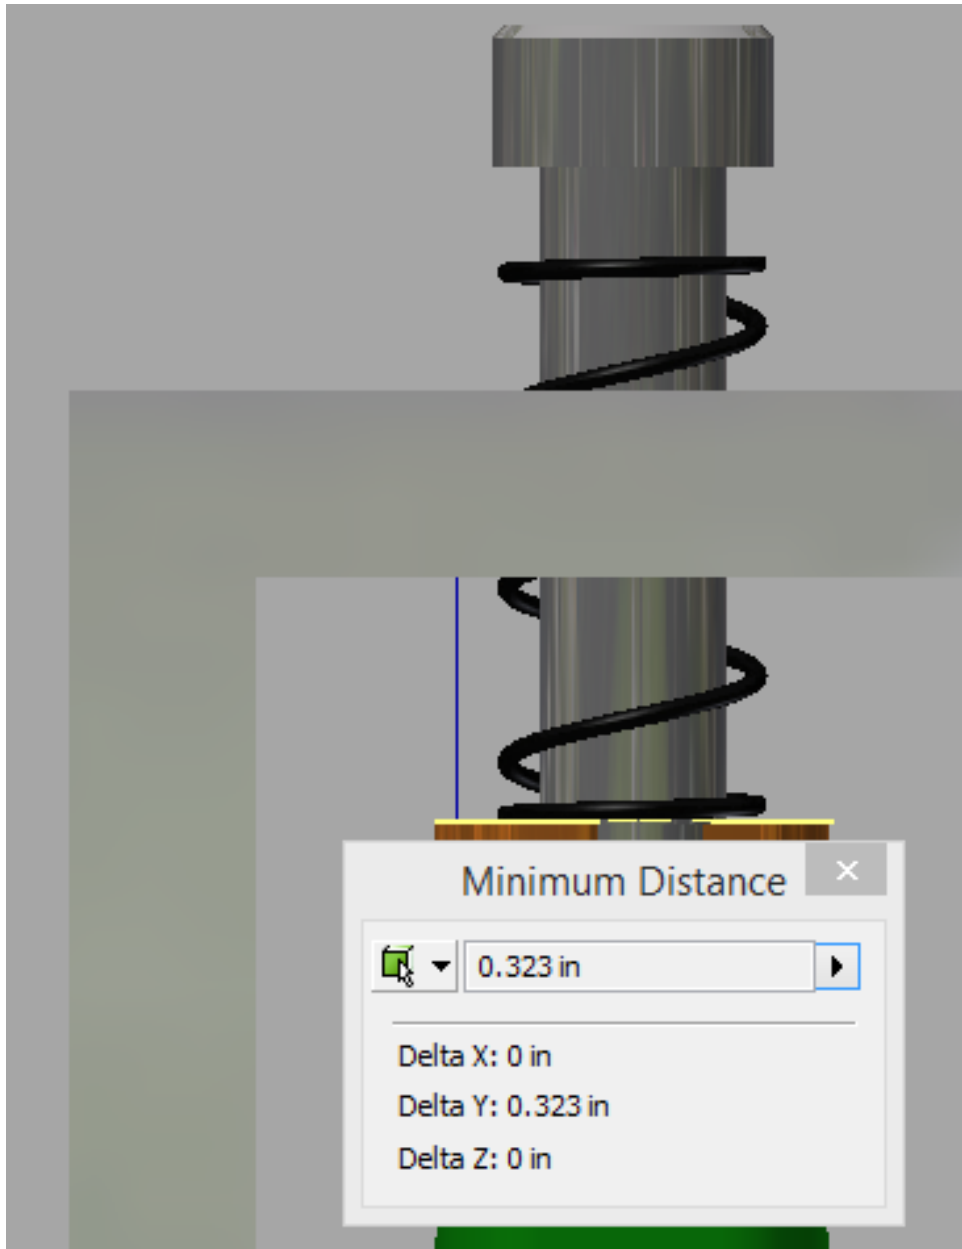 Minimum Distance
0.323 in
Delta X: 0 in
Delta Y: 0.323 in
Delta Z: 0 in